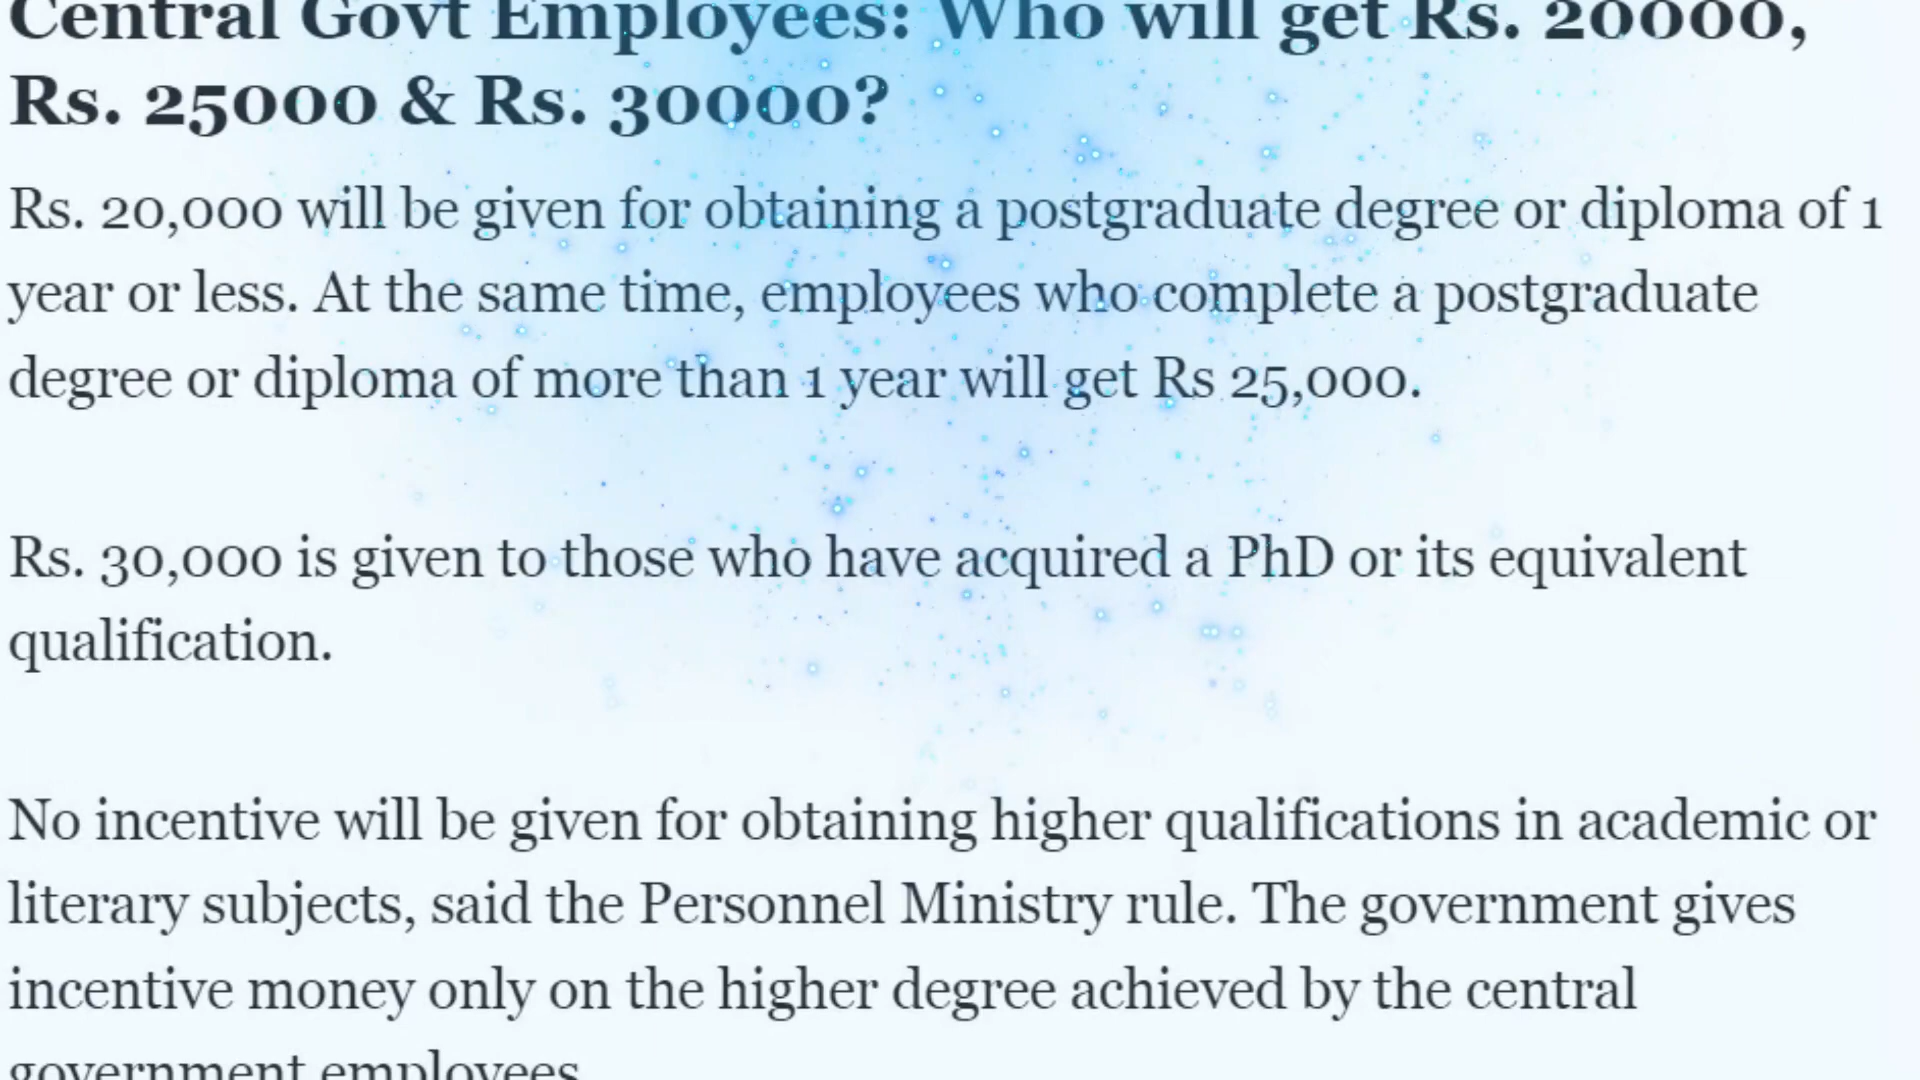 Central Govt Employees: Who will get Rs. 20000,
Rs. 25000 & Rs. 30000?
Rs. 20,000 will be given for obtaining a postgraduate degree or diploma of 1
year or less. At the same time, employees who complete a postgraduate
degree or diploma of more than 1 year will get Rs 25,000.
Rs. 30,000 is given to those who have acquired a PhD or its equivalent
qualification.
No incentive will be given for obtaining higher qualifications in academic or
literary subjects, said the Personnel Ministry rule. The government gives
incentive money only on the higher degree achieved by the central
government employees